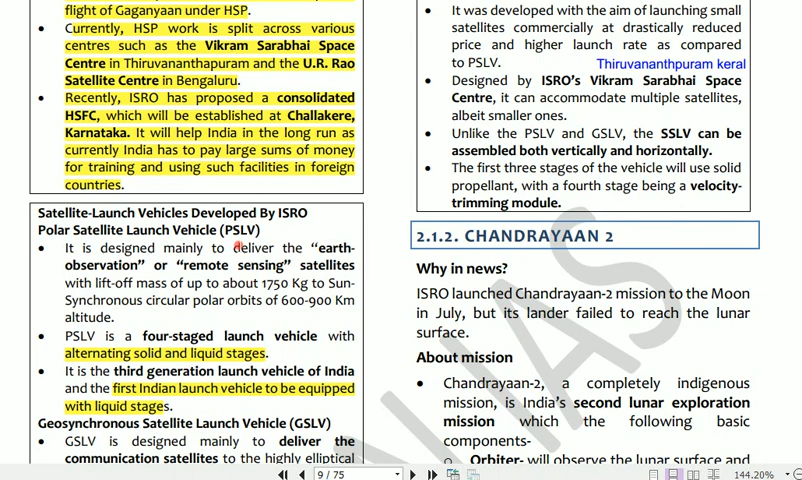 flight of Gaganyaan under HSP.
• Currently, HSP work is split across various
centres such as the Vikram Sarabhai Space
Centre in Thiruvananthapuram and the U.R. Rao
Satellite Centre in Bengaluru.
• Recently, ISRO has proposed a consolidated
HSFC, which will be established at Challakere,
Karnataka. It will help India in the long run as
currently India has to pay large sums of money
for training and using such facilities in foreign
countries.
Satellite-Launch Vehicles Developed By ISRO
Polar Satellite Launch Vehicle (PSLV)
• It is designed mainly to deliver the “earth-
observation” or “remote sensing” satellites
with lift-off mass of up to about 1750 Kg to Sun-
Synchronous circular polar orbits of 600-900 Km
altitude.
• PSLV is a four-staged launch vehicle with
alternating solid and liquid stages.
• It is the third generation launch vehicle of India
and the first Indian launch vehicle to be equipped
with liquid stages.
Geosynchronous Satellite Launch Vehicle (GSLV)
• GSLV is designed mainly to deliver the
communication satellites to the highly elliptical
• It was developed with the aim of launching small
satellites commercially at drastically reduced
price and higher launch rate as compared
to PSLV. Thiruvananthpuram keral
• Designed by ISRO’s Vikram Sarabhai Space
Centre, it can accommodate multiple satellites,
albeit smaller ones.
• Unlike the PSLV and GSLV, the SSLV can be
assembled both vertically and horizontally.
• The first three stages of the vehicle will use solid
propellant, with a fourth stage being a velocity-
trimming module.
2.1.2. CHANDRAYAAN 2
Why in news?
ISRO launched Chandrayaan-2 mission to the Moon
in July, but its lander failed to reach the lunar
surface.
About mission
• Chandrayaan-2, a completely indigenous
mission, is India’s second lunar exploration
mission which the following basic
components-
o Orbiter- will observe the lunar surface and
IAS
9 / 75
144.20%